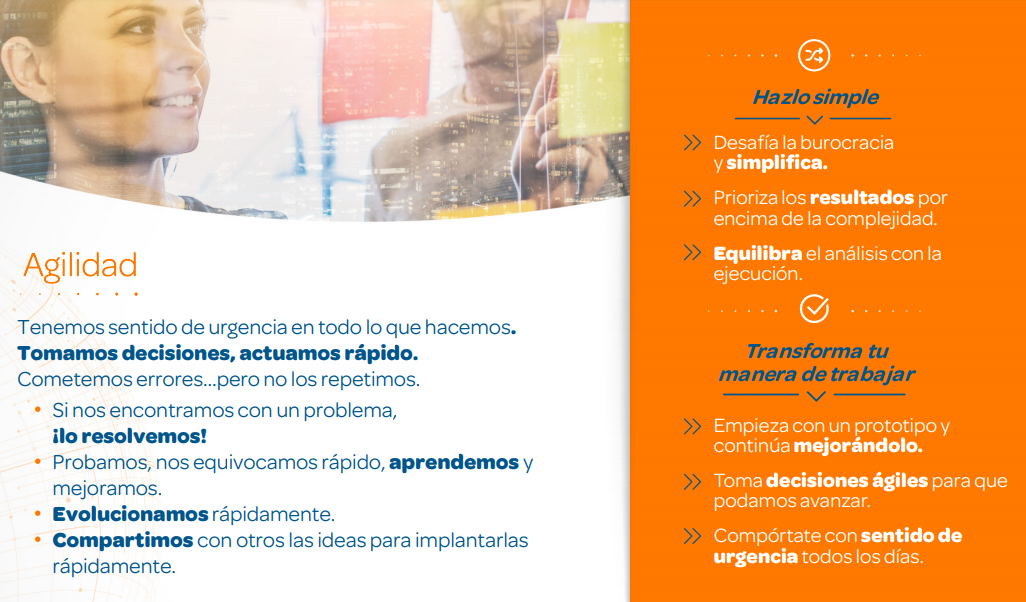 Agilidad
Tenemos sentido de urgencia en todo lo que hacemos.
Tomamos decisiones, actuamos rápido.
Cometemos errores...pero no los repetimos.
• Si nos encontramos con un problema,
¡lo resolvemos!
• Probamos, nos equivocamos rápido, aprendemos y
mejoramos.
• Evolucionamos rápidamente.
• Compartimos con otros las ideas para implantarlas
rápidamente.
Hazlo simple
Desafía la burocracia
y simplifica.
Prioriza los resultados por
encima de la complejidad.
Equilibra el análisis con la
ejecución.
Transforma tu
manera de trabajar
Empieza con un prototipo y
continúa mejorándolo.
Toma decisiones ágiles para que
podamos avanzar.
Compórtate con sentido de
urgencia todos los días.